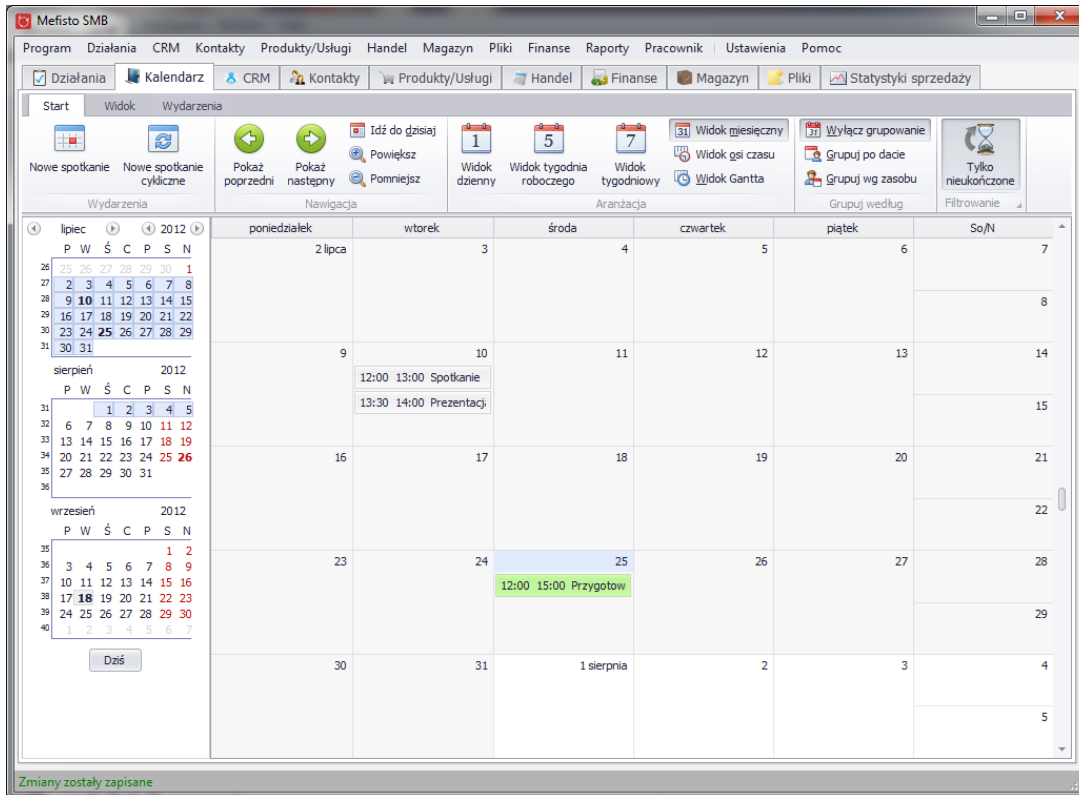 Mefisto SMB
Program Działania CRM Kontakty Produkty/Usługi Handel Magazyn Pliki Finanse Raporty Pracownik Ustawienia Pomoc
Działania Kalendarz CRM Kontakty Produkty/Usługi Handel Finanse Magazyn Pliki Statystyki sprzedaży
Start Widok Wydarzenia
Nowe spotkanie
Nowe spotkanie cykliczne
Wydarzenia
Pokaż poprzedni
Pokaż następny
Idź do dzisiaj
Powiększ
Pomniejsz
Nawigacja
1
Widok dzienny
5
Widok tygodnia roboczego
7
Widok tygodniowy
31 Widok miesięczny
Widok osi czasu
Widok Gantta
Aranżacja
31 Wyłącz grupowanie
Grupuj po dacie
Grupuj wg zasobu
Grupuj według
Tylko nieukończone
Filtrowanie
lipiec 2012
P W Ś C P S N
26 25 26 27 28 29 30 1
27 2 3 4 5 6 7 8
28 9 10 11 12 13 14 15
29 16 17 18 19 20 21 22
30 23 24 25 26 27 28 29
31 30 31
sierpień 2012
P W Ś C P S N
31 1 2 3 4 5
32 6 7 8 9 10 11 12
33 13 14 15 16 17 18 19
34 20 21 22 23 24 25 26
35 27 28 29 30 31
36
wrzesień 2012
P W Ś C P S N
35 1 2
36 3 4 5 6 7 8 9
37 10 11 12 13 14 15 16
38 17 18 19 20 21 22 23
39 24 25 26 27 28 29 30
40 1 2 3 4 5 6 7
Dziś
poniedziałek wtorek środa czwartek piątek So/N
2 lipca 3 4 5 6 7
8
9 10 11 12 13 14
12:00 13:00 Spotkanie
13:30 14:00 Prezentacja
15
16 17 18 19 20 21
22
23 24 25 26 27 28
12:00 15:00 Przygotow
29
30 31 1 sierpnia 2 3 4
5
Zmiany zostały zapisane